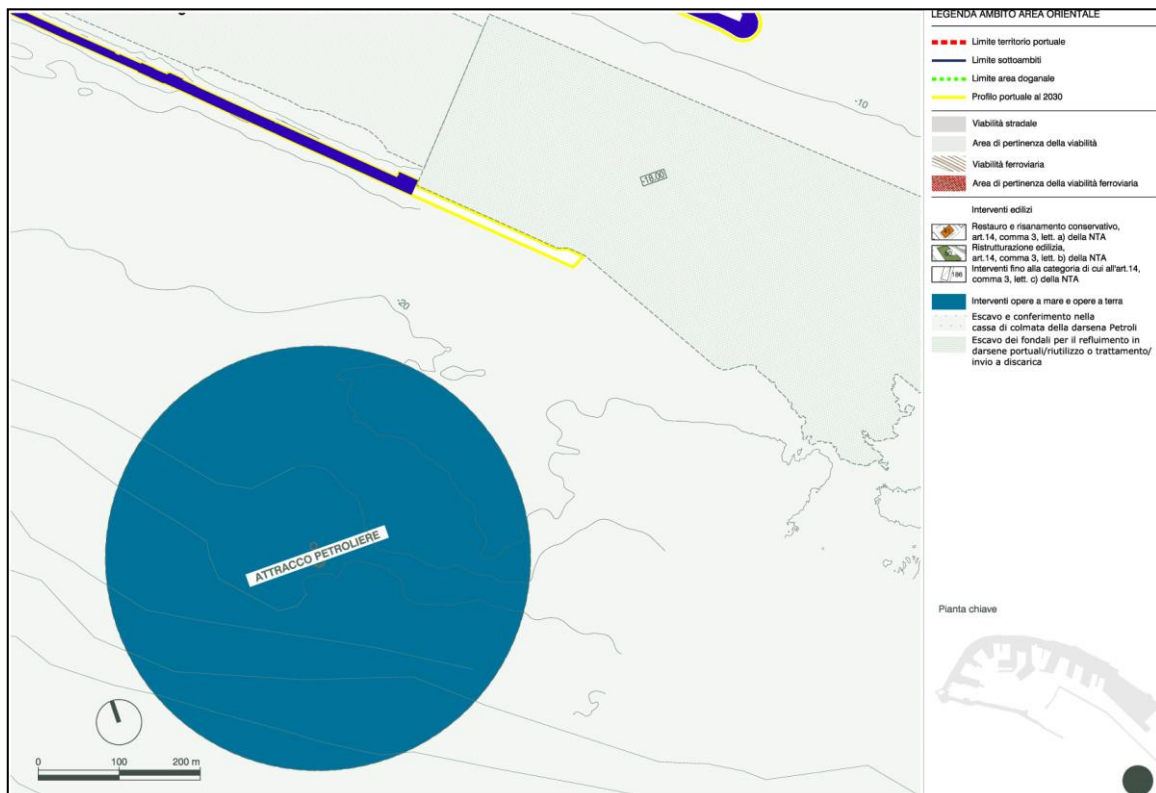 LEGENDA AMBITO AREA ORIENTALE
Limite territorio portuale
Limite sottoambiti
Limite area doganale
Profilo portuale al 2030
Viabilità stradale
Area di pertinenza della viabilità
Viabilità ferroviaria
Area di pertinenza della viabilità ferroviaria
Interventi edilizi
Restauro e risanamento conservativo,
art.14, comma 3, lett. a) della NTA
Ristrutturazione edilizia,
art.14, comma 3, lett. b) della NTA
186
Interventi fino alla categoria di cui all'art.14,
comma 3, lett. c) della NTA
Interventi opere a mare e opere a terra
Escavo e conferimento nella
cassa di colmata della darsena Petroli
Escavo dei fondali per il refluimento in
darsene portuali/riutilizzo o trattamento/
invio a discarica
-10
-16.00
-20
ATTRACCO PETROLIERE
Pianta chiave
0 100 200 m